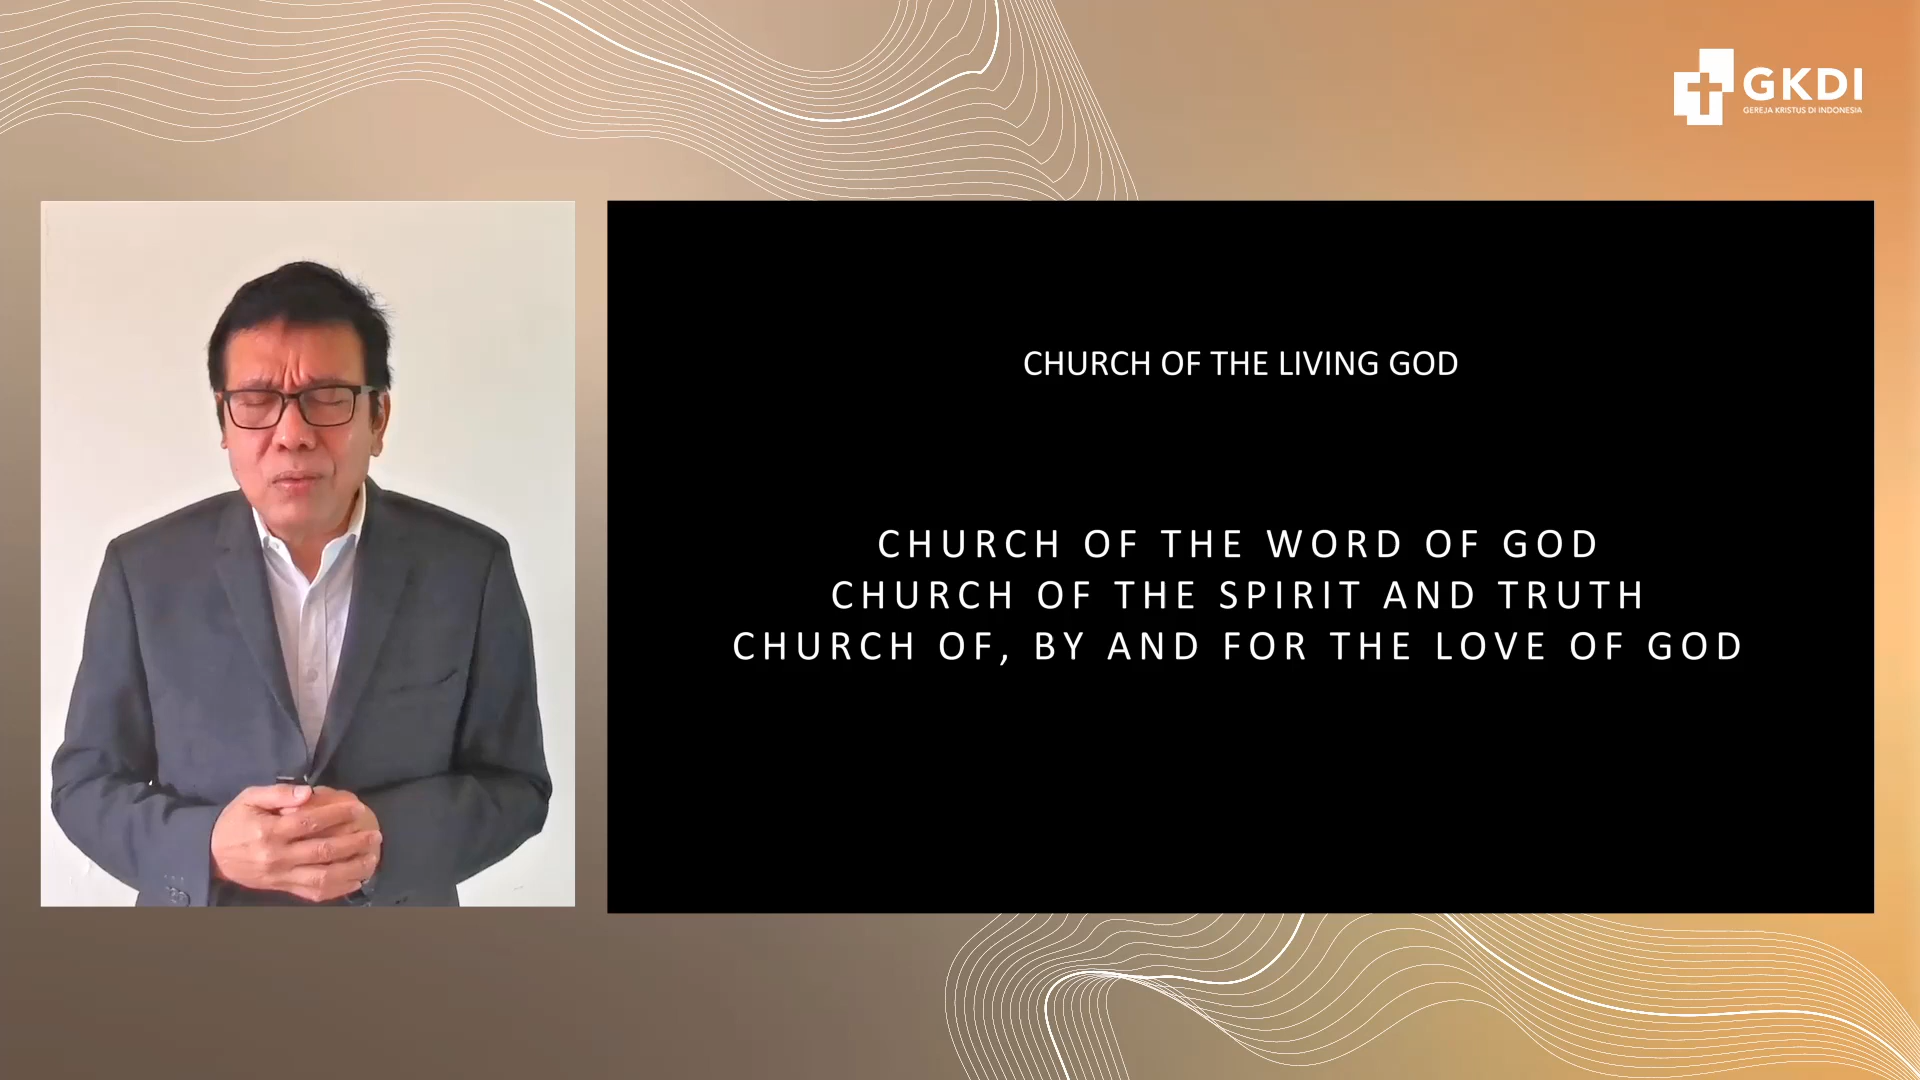 GKDI
GEREJA KRISTUS DI INDONESIA
CHURCH OF THE LIVING GOD
CHURCH OF THE WORD OF GOD
CHURCH OF THE SPIRIT AND TRUTH
CHURCH OF, BY AND FOR THE LOVE OF GOD